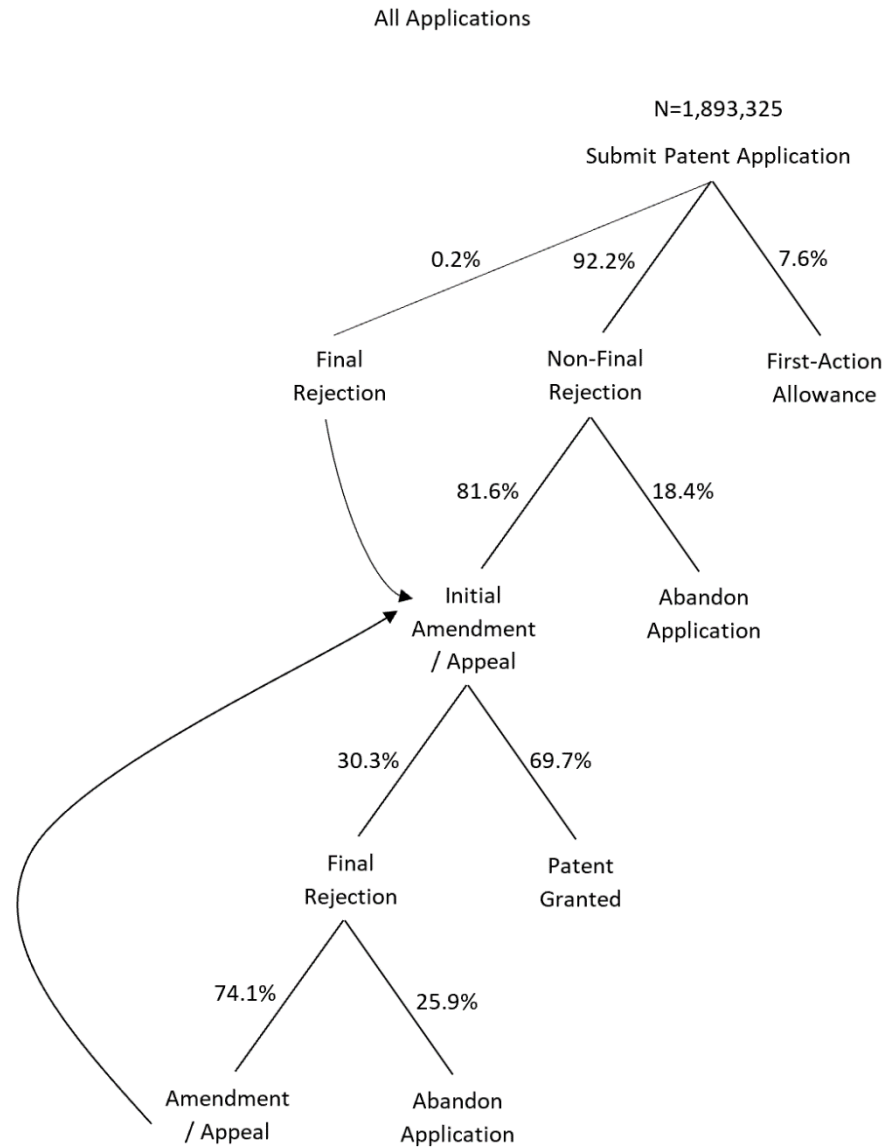 All Applications
N=1,893,325
Submit Patent Application
0.2%
92.2%
7.6%
Final
Rejection
Non-Final
Rejection
First-Action
Allowance
81.6%
18.4%
Initial
Amendment
/ Appeal
Abandon
Application
30.3%
69.7%
Final
Rejection
Patent
Granted
74.1%
25.9%
Amendment
/ Appeal
Abandon
Application